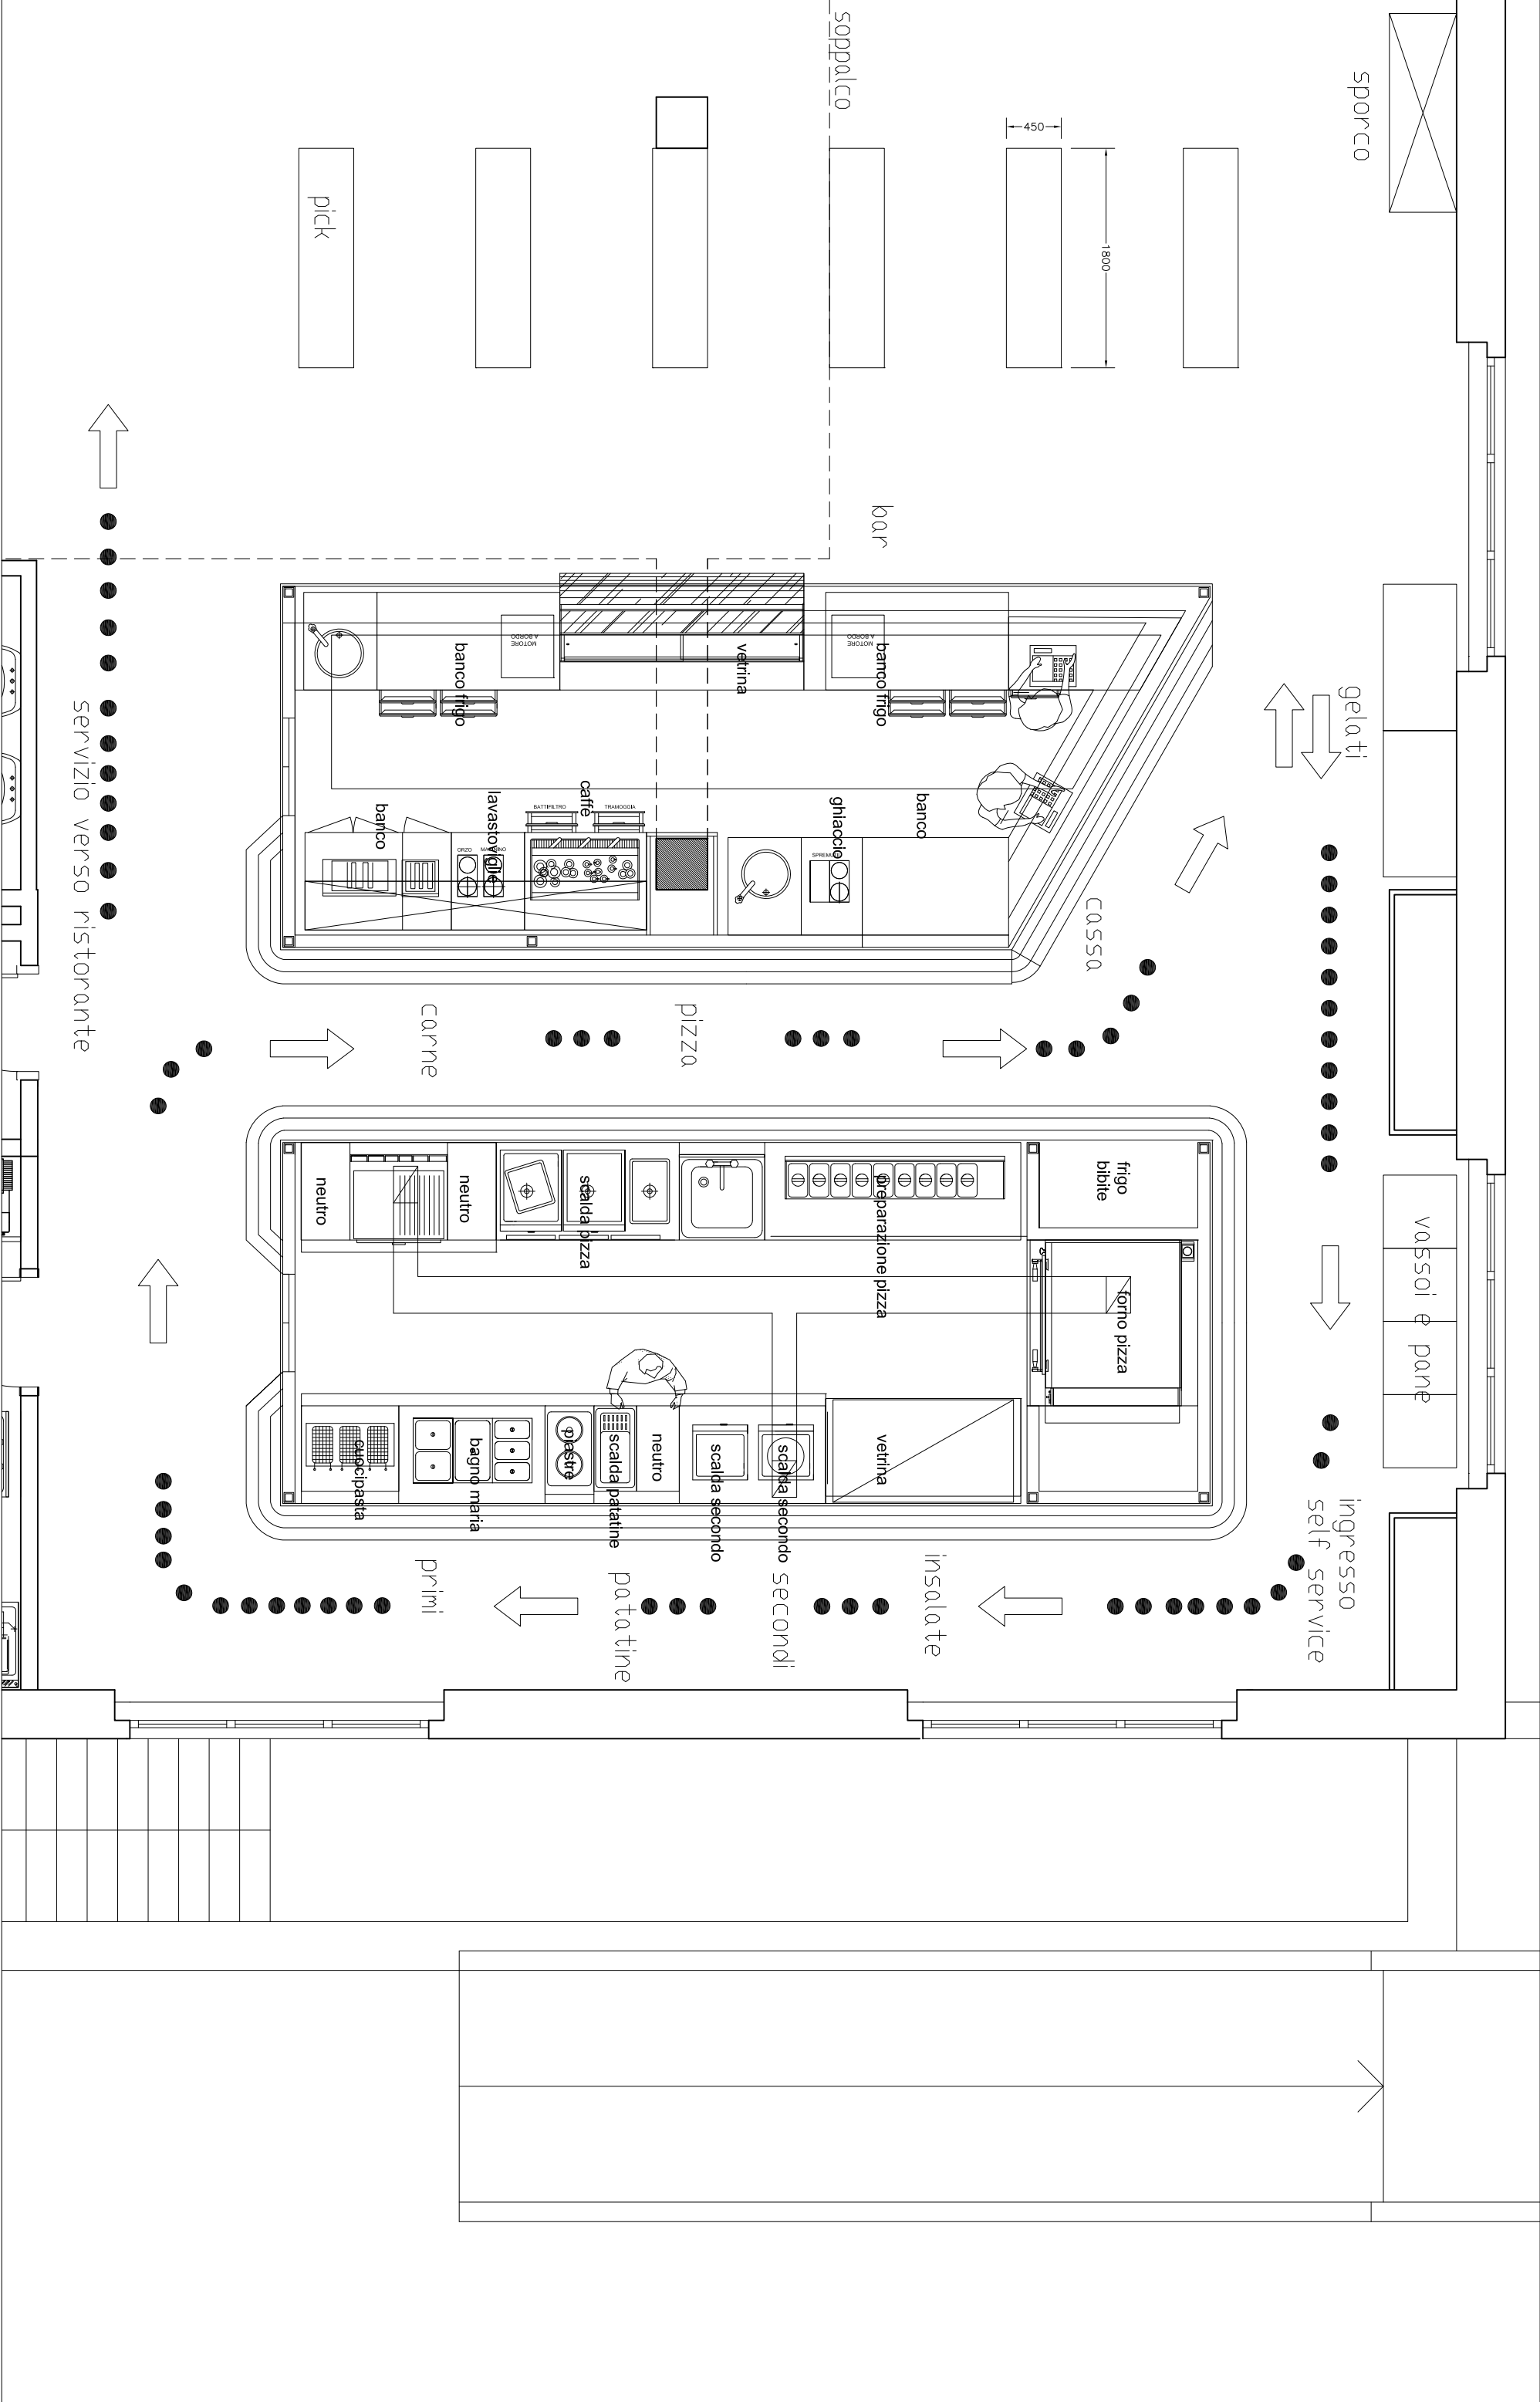 sporco
soppalco
450
1800
pick
bar
gelati
vassoi e pane
ingresso
self service
banco frigo
MOTORE
A BORDO
vetrina
banco frigo
MOTORE
A BORDO
banco
lavastoviglie
ORZO
caffè
BATTIFILTRO
TRAMOGGIA
ghiaccio
banco
cassa
servizio verso ristorante
carne
pizza
neutro
neutro
scalda pizza
preparazione pizza
frigo
bibite
forno pizza
cuocipasta
bagno maria
piastre
scalda patatine
neutro
scalda secondo
scalda secondo
vetrina
primi
patatine
secondi
insalate